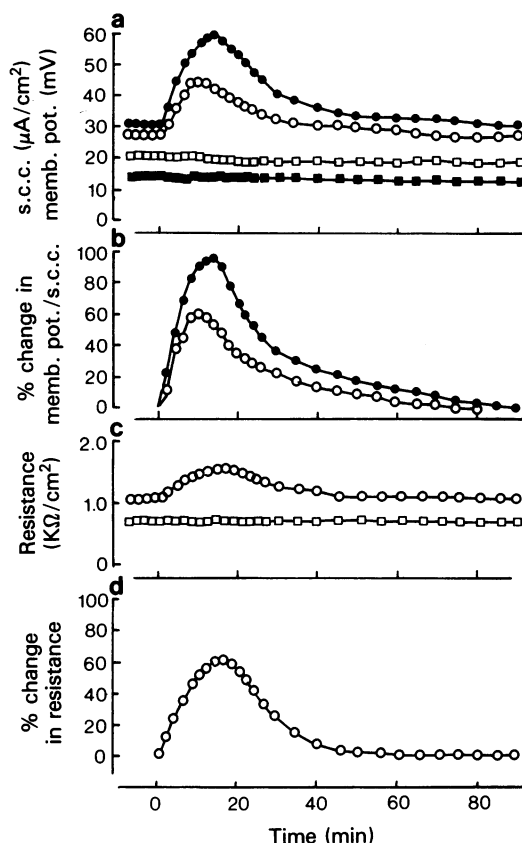 a
s.c.c. (μA/cm²)
memb. pot. (mV)
60
50
40
30
20
10
0
b
% change in
memb. pot./s.c.c.
100
80
60
40
20
0
c
Resistance
(KΩ/cm²)
2.0
1.0
0
d
% change
in resistance
100
80
60
40
20
0
0 20 40 60 80
Time (min)